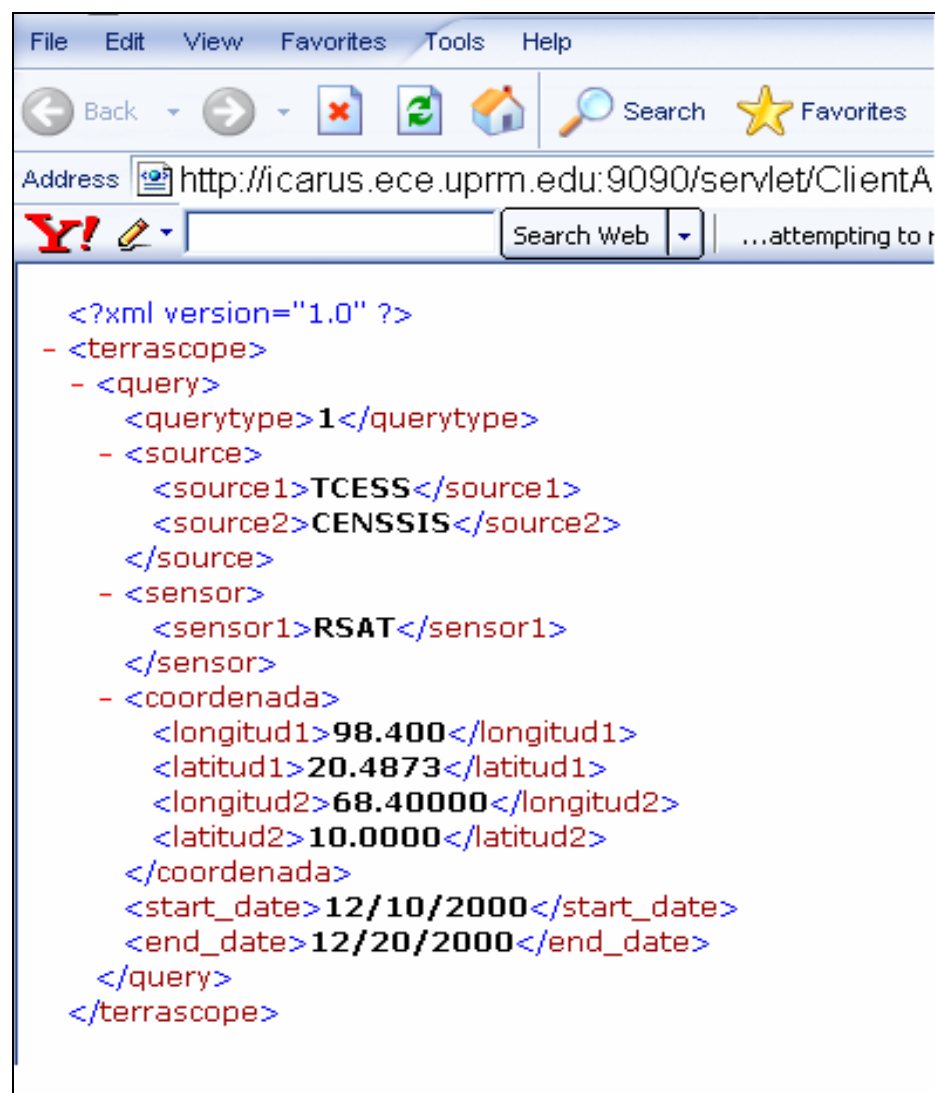 File Edit View Favorites Tools Help
Back Search Favorites
Address http://icarus.ece.uprm.edu:9090/servlet/ClientA
Y! Search Web ...attempting to r
<?xml version="1.0" ?>
- <terrascope>
- <query>
<querytype>1</querytype>
- <source>
<source1>TCESS</source1>
<source2>CENSSIS</source2>
</source>
- <sensor>
<sensor1>RSAT</sensor1>
</sensor>
- <coordenada>
<longitud1>98.400</longitud1>
<latitud1>20.4873</latitud1>
<longitud2>68.40000</longitud2>
<latitud2>10.0000</latitud2>
</coordenada>
<start_date>12/10/2000</start_date>
<end_date>12/20/2000</end_date>
</query>
</terrascope>